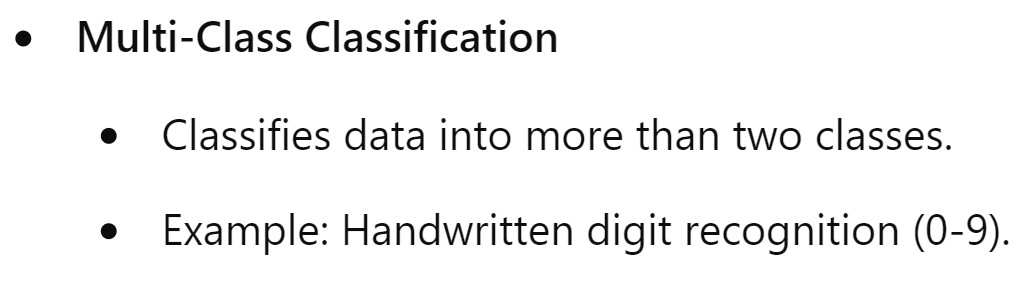 • Multi-Class Classification
• Classifies data into more than two classes.
• Example: Handwritten digit recognition (0-9).